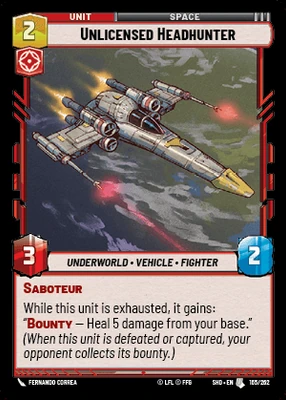 UNIT
SPACE
2
UNLICENSED HEADHUNTER
3
2
UNDERWORLD • VEHICLE • FIGHTER
SABOTEUR
While this unit is exhausted, it gains:
“BOUNTY — Heal 5 damage from your base.”
(When this unit is defeated or captured, your
opponent collects its bounty.)
FERNANDO CORREA
© LFL © FFG
SHD • EN
165/262